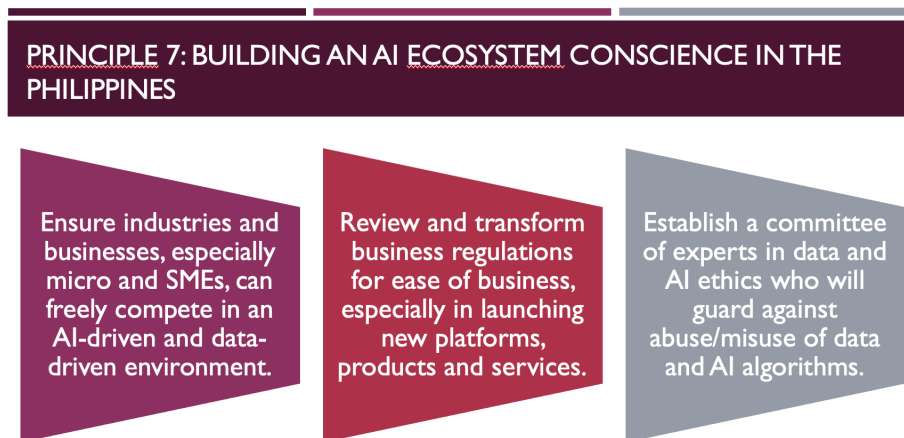 PRINCIPLE 7: BUILDING AN AI ECOSYSTEM CONSCIENCE IN THE
PHILIPPINES
Ensure industries and
businesses, especially
micro and SMEs, can
freely compete in an
AI-driven and data-
driven environment.
Review and transform
business regulations
for ease of business,
especially in launching
new platforms,
products and services.
Establish a committee
of experts in data and
AI ethics who will
guard against
abuse/misuse of data
and AI algorithms.